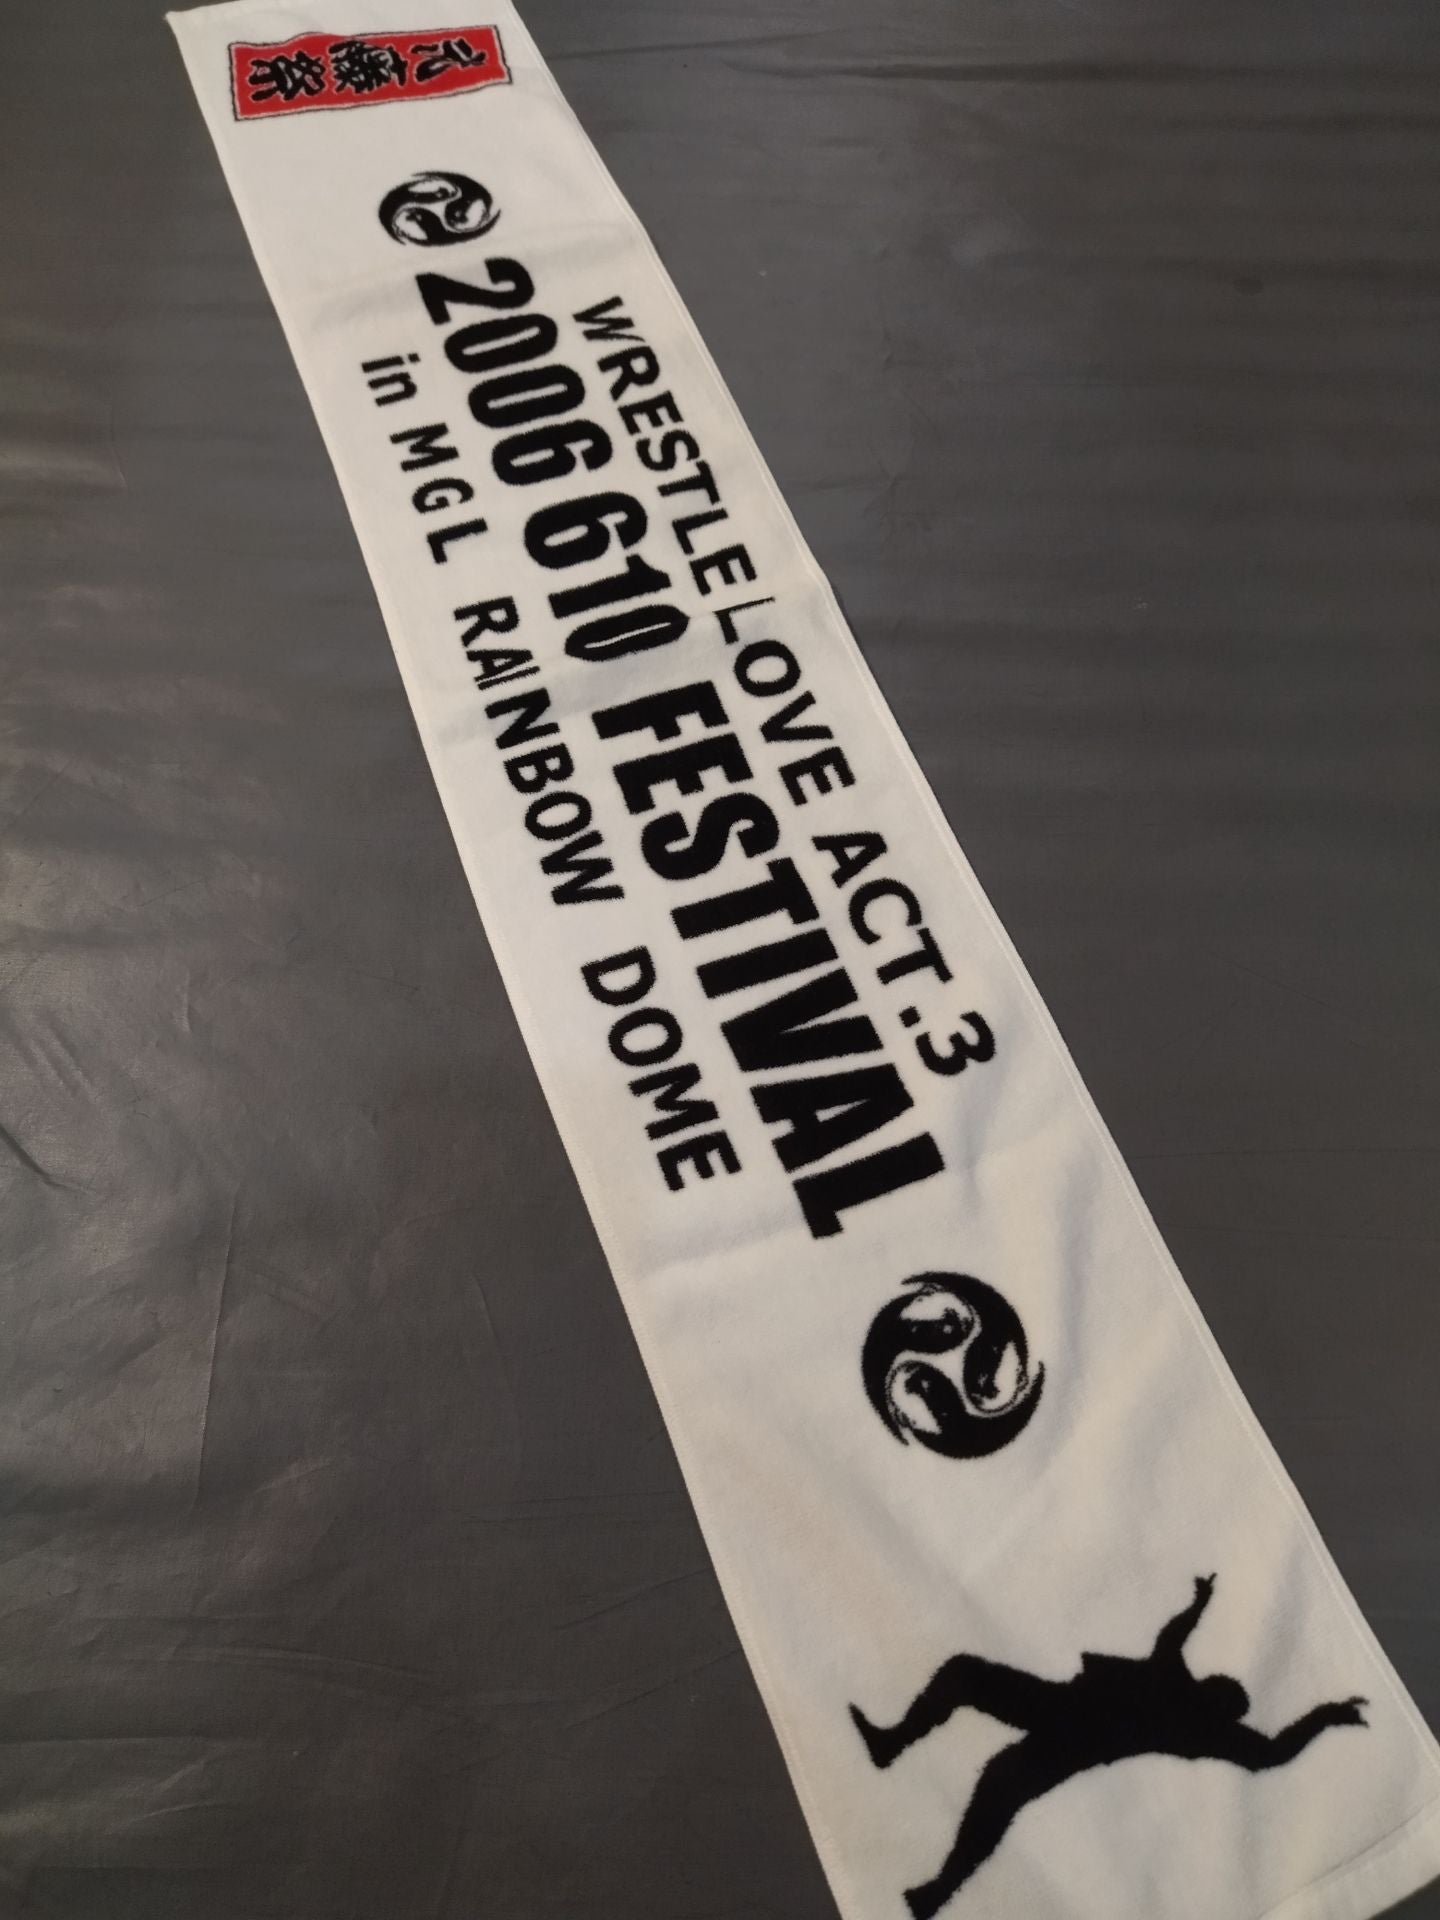 武藤祭
WRESTLE LOVE ACT.3
2006 610 FESTIVAL
in MGL RAINBOW DOME